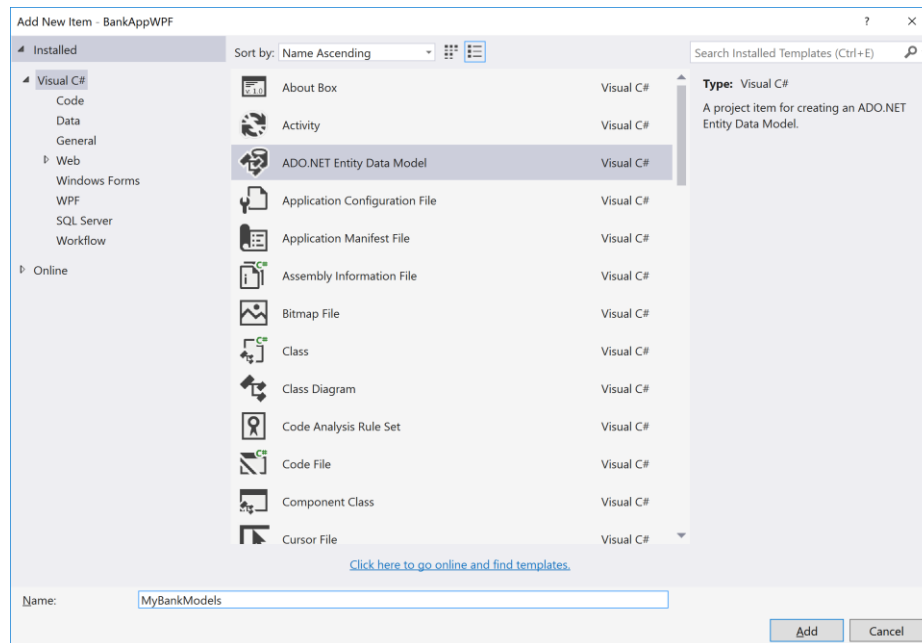 Add New Item - BankAppWPF
? ×
Installed
Sort by: Name Ascending
Search Installed Templates (Ctrl+E)
Visual C#
Code
Data
General
Web
Windows Forms
WPF
SQL Server
Workflow
Online
v 1.0
About Box Visual C#
Activity Visual C#
ADO.NET Entity Data Model Visual C#
Application Configuration File Visual C#
Application Manifest File Visual C#
C#
Assembly Information File Visual C#
Bitmap File Visual C#
C#
Class Visual C#
Class Diagram Visual C#
Code Analysis Rule Set Visual C#
C#
Code File Visual C#
Component Class Visual C#
Cursor File Visual C#
Type: Visual C#
A project item for creating an ADO.NET
Entity Data Model.
Click here to go online and find templates.
Name: MyBankModels
Add Cancel